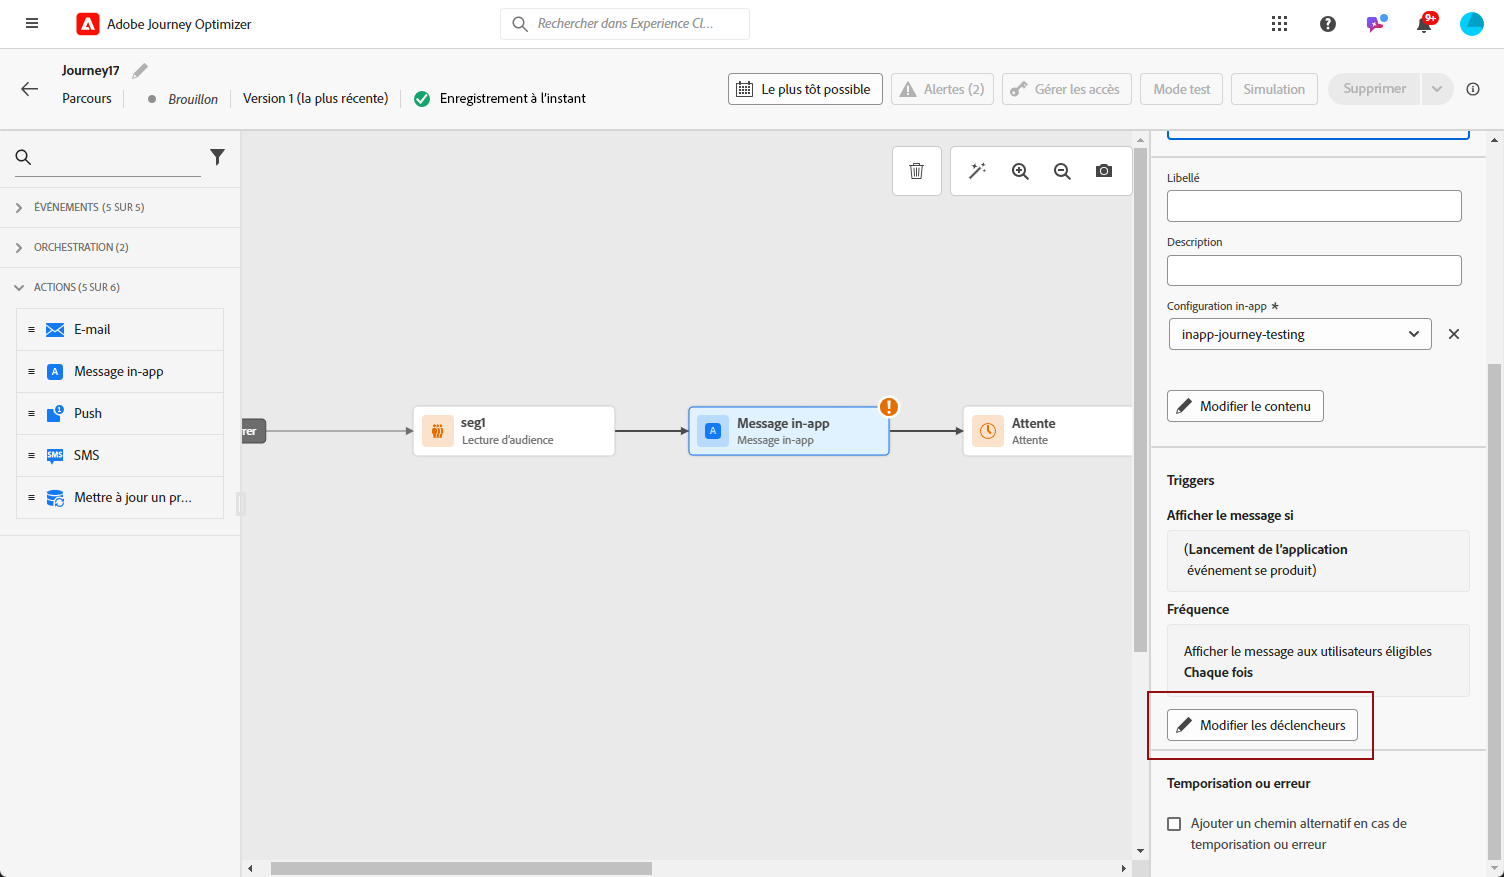 Adobe Journey Optimizer
Rechercher dans Experience Cl...
9+
Journey17
Parcours
Brouillon
Version 1 (la plus récente)
Enregistrement à l'instant
Le plus tôt possible
Alertes (2)
Gérer les accès
Mode test
Simulation
Supprimer
ÉVÉNEMENTS (5 SUR 5)
ORCHESTRATION (2)
ACTIONS (5 SUR 6)
E-mail
Message in-app
Push
SMS
Mettre à jour un pr...
rer
seg1
Lecture d'audience
Message in-app
Message in-app
Attente
Attente
Libellé
Description
Configuration in-app *
inapp-journey-testing
Modifier le contenu
Triggers
Afficher le message si
(Lancement de l'application
événement se produit)
Fréquence
Afficher le message aux utilisateurs éligibles
Chaque fois
Modifier les déclencheurs
Temporisation ou erreur
Ajouter un chemin alternatif en cas de
temporisation ou erreur